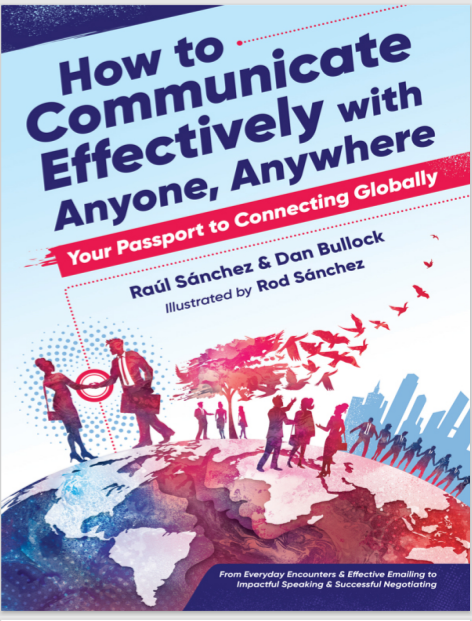 How to
Communicate
Effectively with
Anyone, Anywhere
Your Passport to Connecting Globally
Raúl Sánchez & Dan Bullock
Illustrated by Rod Sánchez
From Everyday Encounters & Effective Emailing to
Impactful Speaking & Successful Negotiating